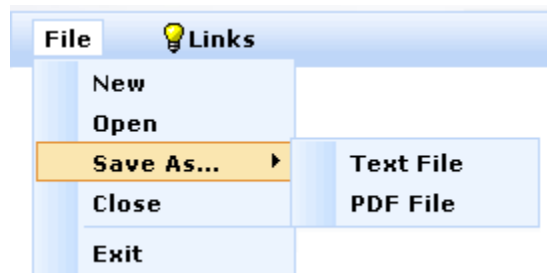 File Links
New
Open
Save As... Text File
Close PDF File
Exit